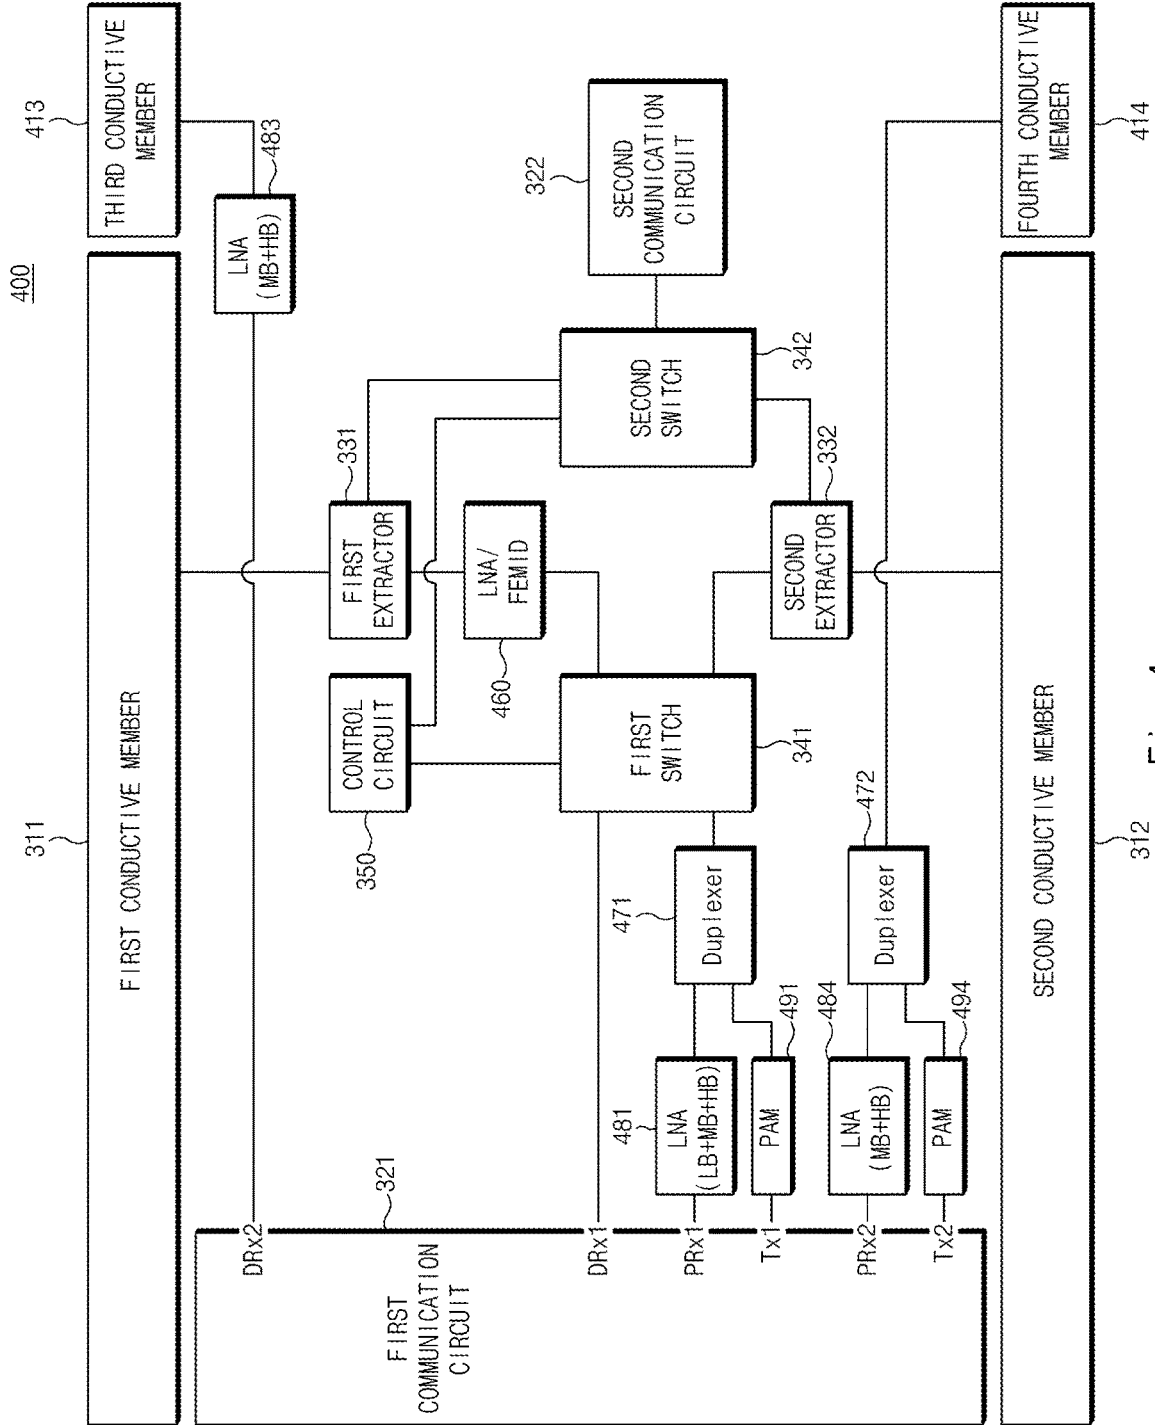 400
311
413
FIRST CONDUCTIVE MEMBER
THIRD CONDUCTIVE
MEMBER
321
FIRST
COMMUNICATION
CIRCUIT
DRx2
DRx1
PRx1
Tx1
PRx2
Tx2
LNA
(MB+HB)
483
CONTROL
CIRCUIT
350
FIRST
EXTRACTOR
331
LNA/
FEMID
460
FIRST
SWITCH
341
SECOND
SWITCH
342
SECOND
COMMUNICATION
CIRCUIT
322
481
LNA
(LB+MB+HB)
PAM
491
471
Duplexer
SECOND
EXTRACTOR
332
LNA
(MB+HB)
484
PAM
494
Duplexer
472
SECOND CONDUCTIVE MEMBER
FOURTH CONDUCTIVE
MEMBER
312
414